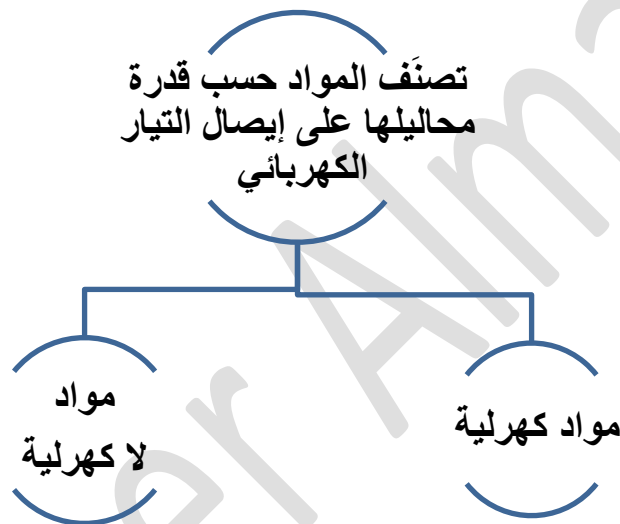 تصنَف المواد حسب قدرة
محاليلها على إيصال التيار
الكهربائي
مواد كهرلية
مواد
لا كهرلية